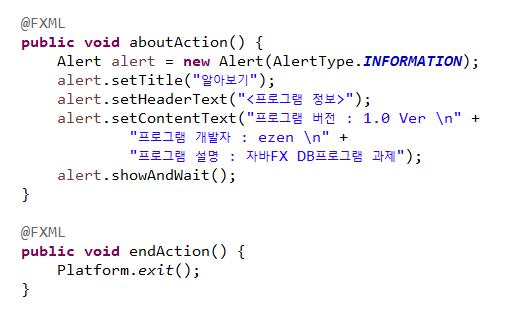 @FXML
public void aboutAction() {
    Alert alert = new Alert(AlertType.INFORMATION);
    alert.setTitle("알아보기");
    alert.setHeaderText("<프로그램 정보>");
    alert.setContentText("프로그램 버전 : 1.0 Ver \n" +
            "프로그램 개발자 : ezen \n" +
            "프로그램 설명 : 자바FX DB프로그램 과제");
    alert.showAndWait();
}

@FXML
public void endAction() {
    Platform.exit();
}